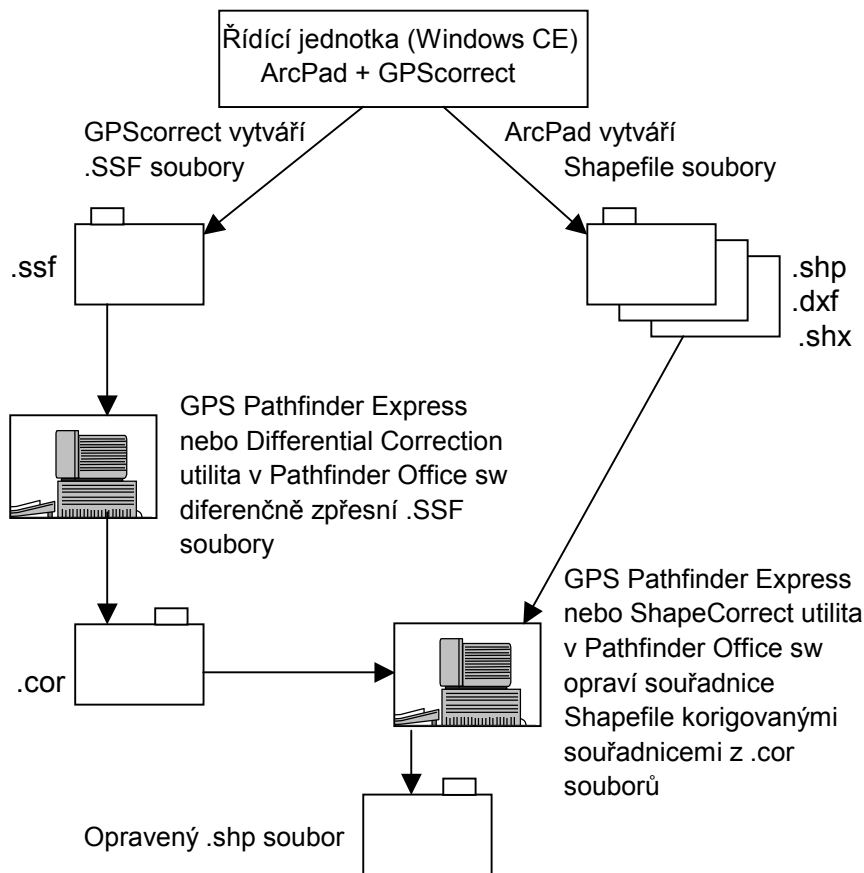 Řídící jednotka (Windows CE)
ArcPad + GPScorrect
GPScorrect vytváří
.SSF soubory
ArcPad vytváří
Shapefile soubory
.ssf
.shp
.dxf
.shx
GPS Pathfinder Express
nebo Differential Correction
utilita v Pathfinder Office sw
diferenčně zpřesní .SSF
soubory
GPS Pathfinder Express
nebo ShapeCorrect utilita
v Pathfinder Office sw
opraví souřadnice
Shapefile korigovanými
souřadnicemi z .cor
souborů
.cor
Opravený .shp soubor